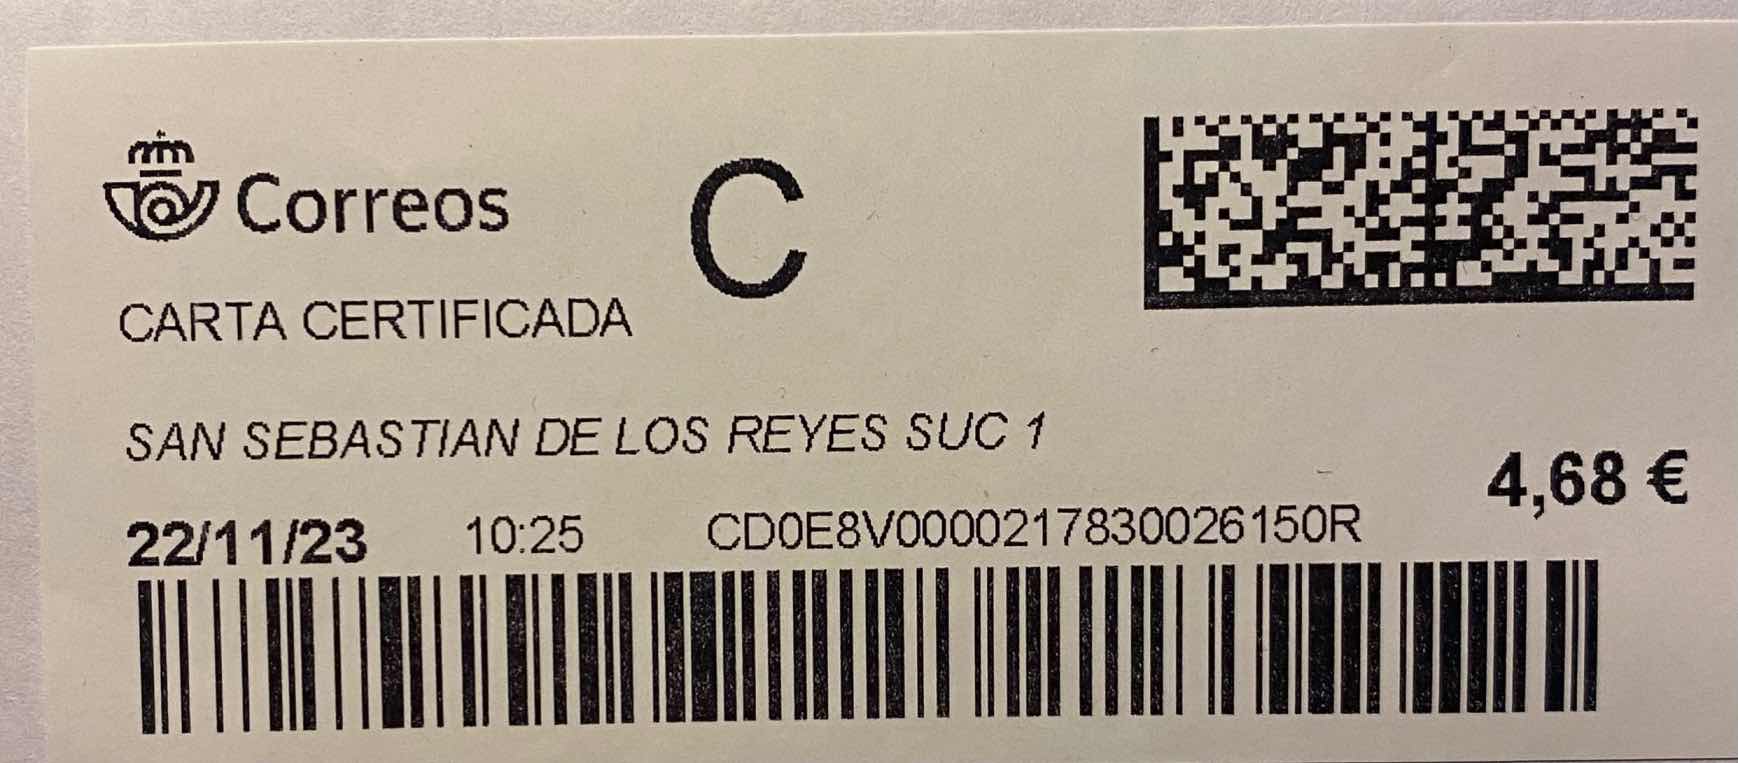 Correos
C
CARTA CERTIFICADA
SAN SEBASTIAN DE LOS REYES SUC 1
4,68 €
22/11/23 10:25 CD0E8V0000217830026150R